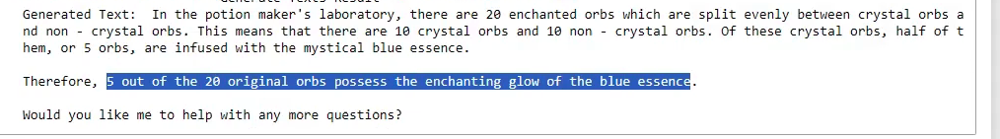 Generated Text:  In the potion maker's laboratory, there are 20 enchanted orbs which are split evenly between crystal orbs a
nd non - crystal orbs. This means that there are 10 crystal orbs and 10 non - crystal orbs. Of these crystal orbs, half of t
hem, or 5 orbs, are infused with the mystical blue essence.
Therefore, 5 out of the 20 original orbs possess the enchanting glow of the blue essence.
Would you like me to help with any more questions?